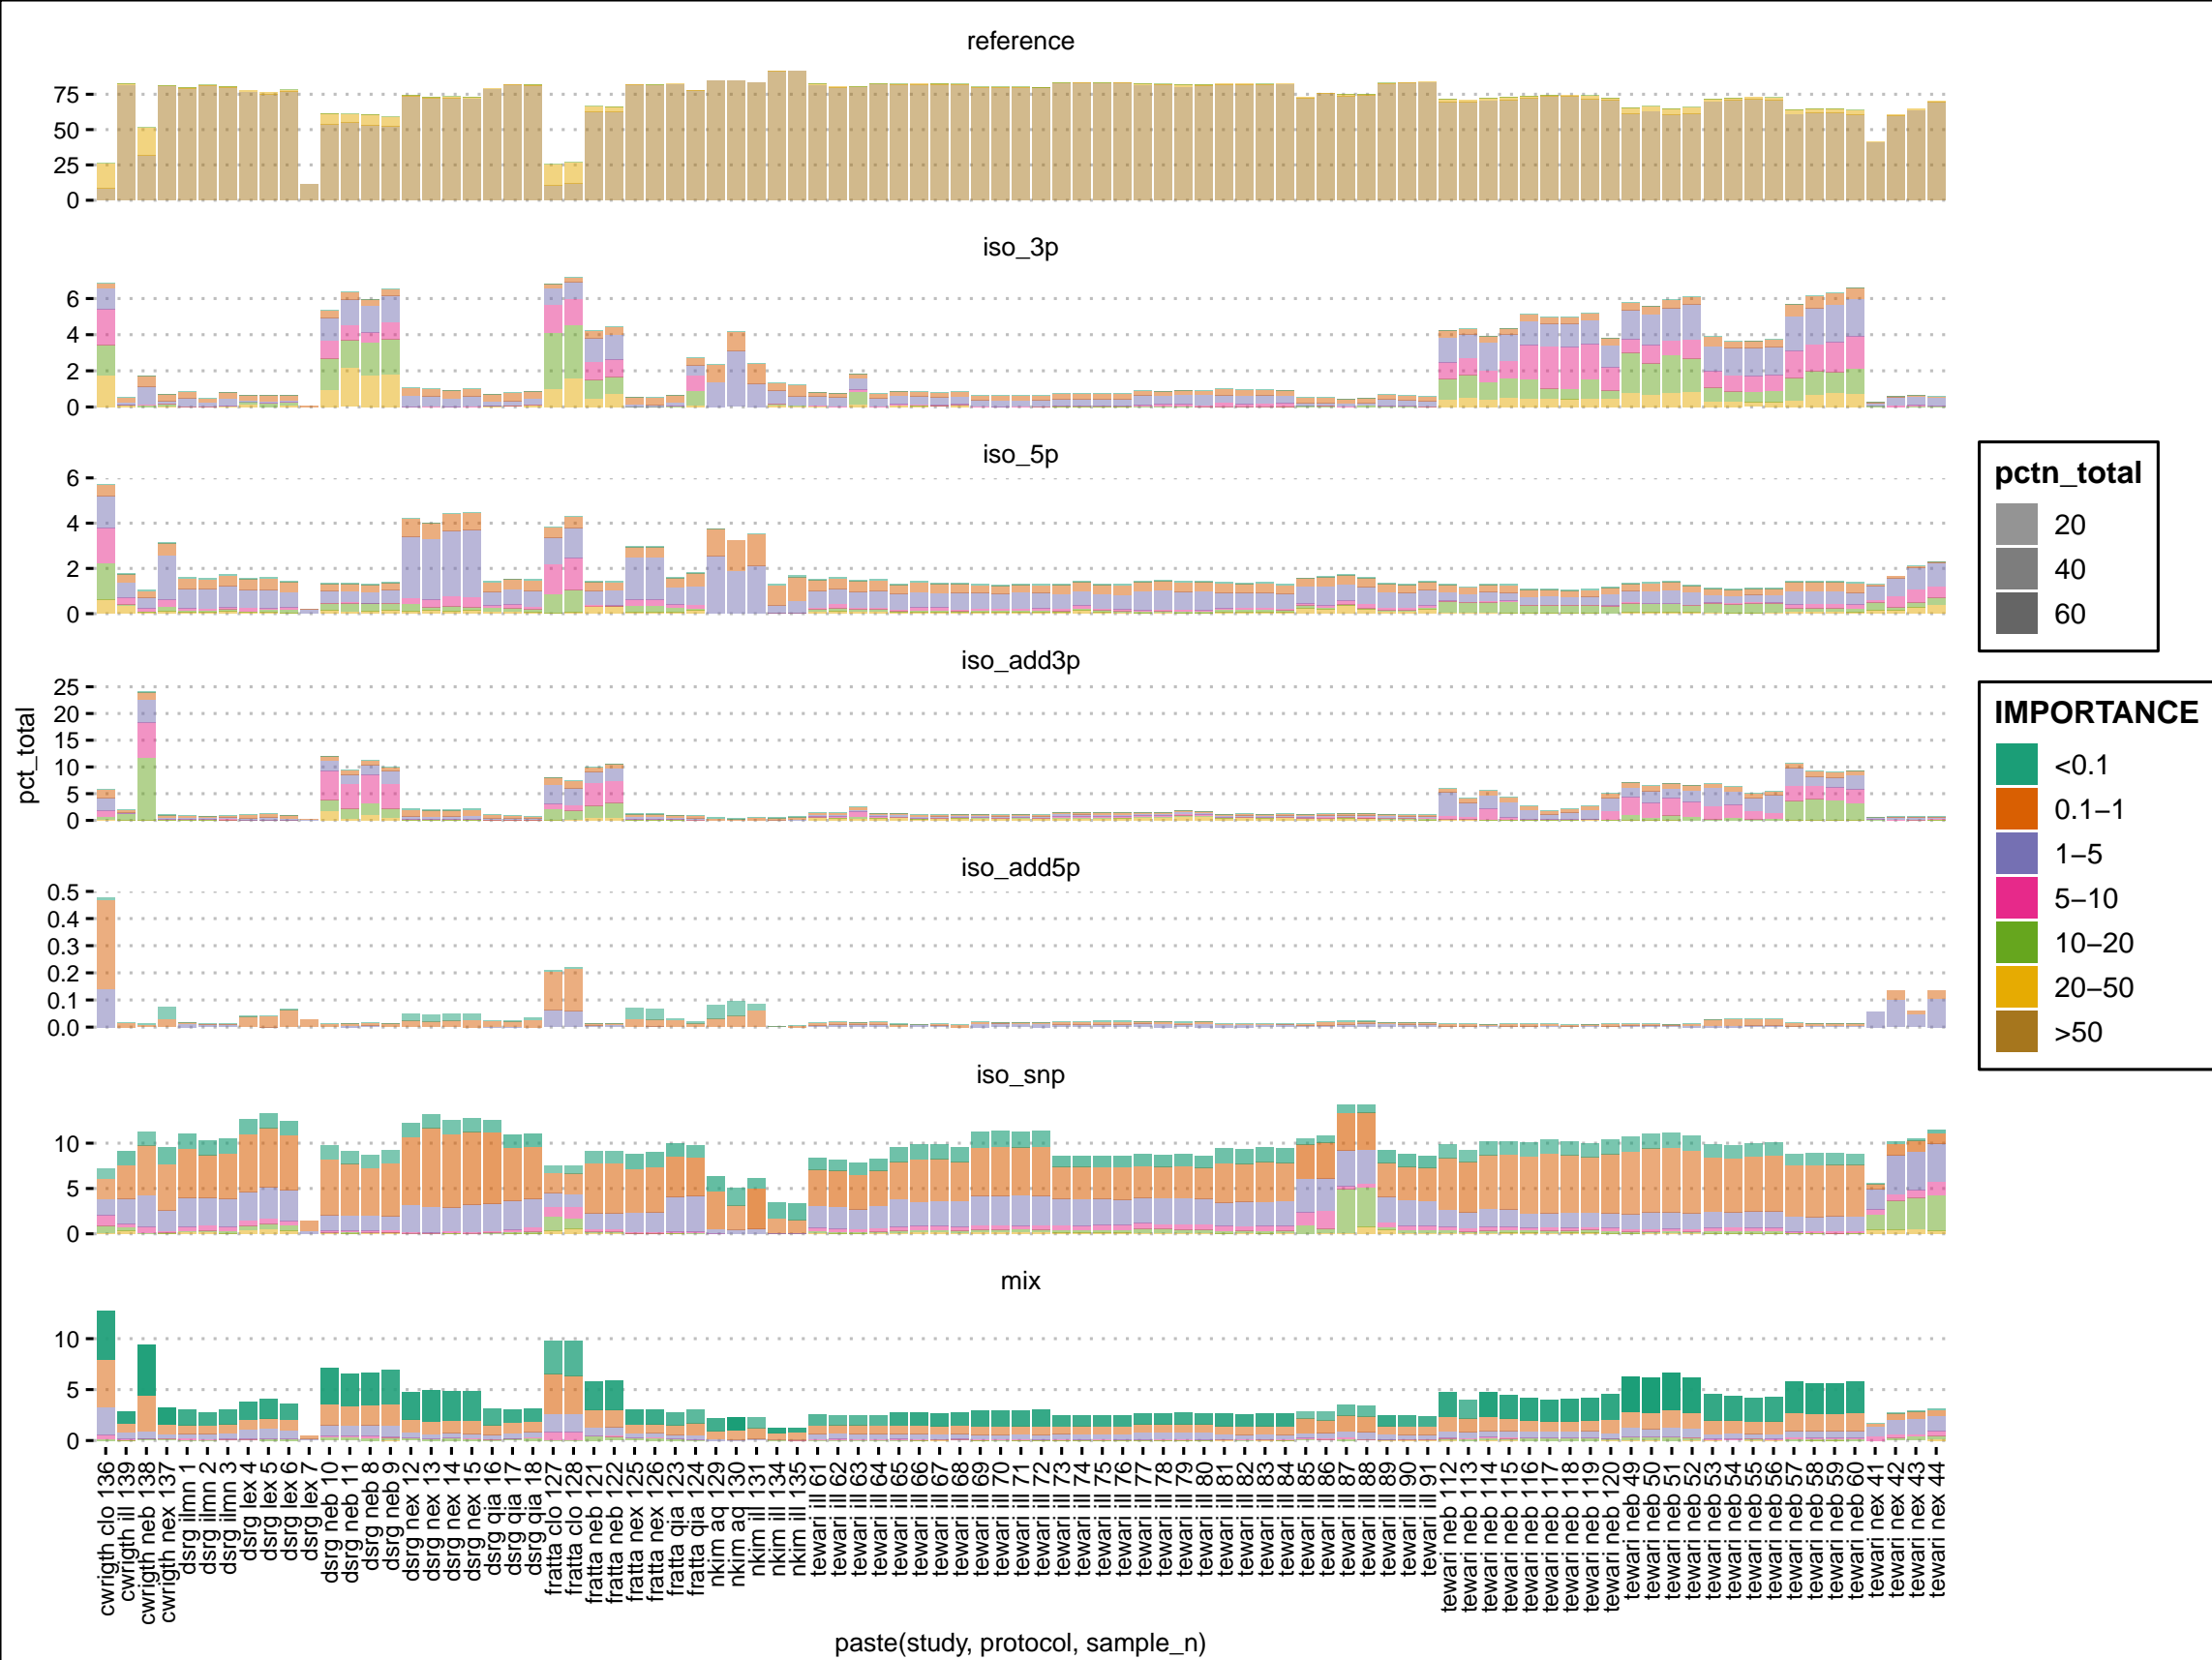 reference
75
50
25
0
iso_3p
6
4
2
0
iso_5p
6
4
2
0
iso_add3p
25
20
15
10
5
0
iso_add5p
0.5
0.4
0.3
0.2
0.1
0.0
iso_snp
10
5
0
mix
10
5
0
pct_total
cwrigth clo 136
cwrigth ill 139
cwrigth neb 138
cwrigth nex 137
dsrg ilmn 1
dsrg ilmn 2
dsrg ilmn 3
dsrg lex 4
dsrg lex 5
dsrg lex 6
dsrg lex 7
dsrg neb 10
dsrg neb 11
dsrg neb 8
dsrg neb 9
dsrg nex 12
dsrg nex 13
dsrg nex 14
dsrg nex 15
dsrg qia 16
dsrg qia 17
dsrg qia 18
fratta clo 127
fratta clo 128
fratta neb 121
fratta neb 122
fratta nex 125
fratta nex 126
fratta qia 123
fratta qia 124
nkim aq 129
nkim aq 130
nkim ill 131
nkim ill 134
nkim ill 135
tewari ill 61
tewari ill 62
tewari ill 63
tewari ill 64
tewari ill 65
tewari ill 66
tewari ill 67
tewari ill 68
tewari ill 69
tewari ill 70
tewari ill 71
tewari ill 72
tewari ill 73
tewari ill 74
tewari ill 75
tewari ill 76
tewari ill 77
tewari ill 78
tewari ill 79
tewari ill 80
tewari ill 81
tewari ill 82
tewari ill 83
tewari ill 84
tewari ill 85
tewari ill 86
tewari ill 87
tewari ill 88
tewari ill 89
tewari ill 90
tewari ill 91
tewari neb 112
tewari neb 113
tewari neb 114
tewari neb 115
tewari neb 116
tewari neb 117
tewari neb 118
tewari neb 119
tewari neb 120
tewari neb 49
tewari neb 50
tewari neb 51
tewari neb 52
tewari neb 53
tewari neb 54
tewari neb 55
tewari neb 56
tewari neb 57
tewari neb 58
tewari neb 59
tewari neb 60
tewari nex 41
tewari nex 42
tewari nex 43
tewari nex 44
paste(study, protocol, sample_n)
pctn_total
20
40
60
IMPORTANCE
<0.1
0.1−1
1−5
5−10
10−20
20−50
>50